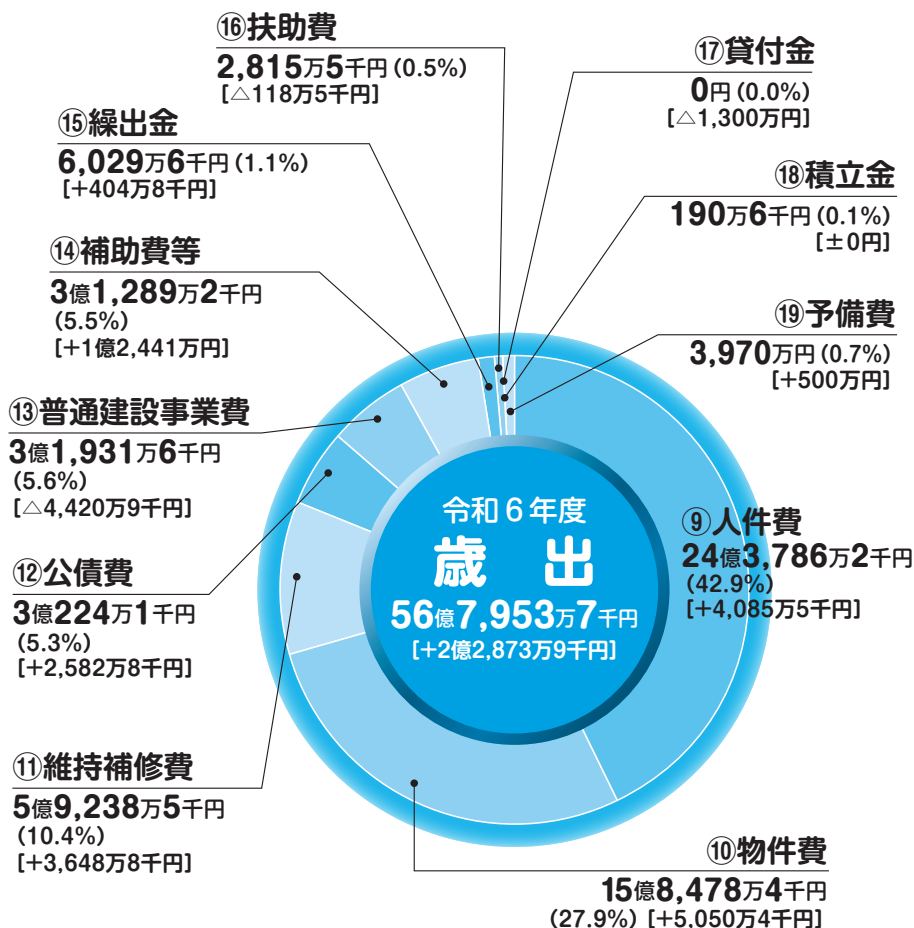 ⑯扶助費
2,815万5千円(0.5%)
[△118万5千円]
⑰貸付金
0円(0.0%)
[△1,300万円]
⑮繰出金
6,029万6千円(1.1%)
[+404万8千円]
⑱積立金
190万6千円(0.1%)
[±0円]
⑭補助費等
3億1,289万2千円
(5.5%)
[+1億2,441万円]
⑲予備費
3,970万円(0.7%)
[+500万円]
⑬普通建設事業費
3億1,931万6千円
(5.6%)
[△4,420万9千円]
令和6年度
歳 出
56億7,953万7千円
[+2億2,873万9千円]
⑨人件費
24億3,786万2千円
(42.9%)
[+4,085万5千円]
⑫公債費
3億224万1千円
(5.3%)
[+2,582万8千円]
⑪維持補修費
5億9,238万5千円
(10.4%)
[+3,648万8千円]
⑩物件費
15億8,478万4千円
(27.9%) [+5,050万4千円]